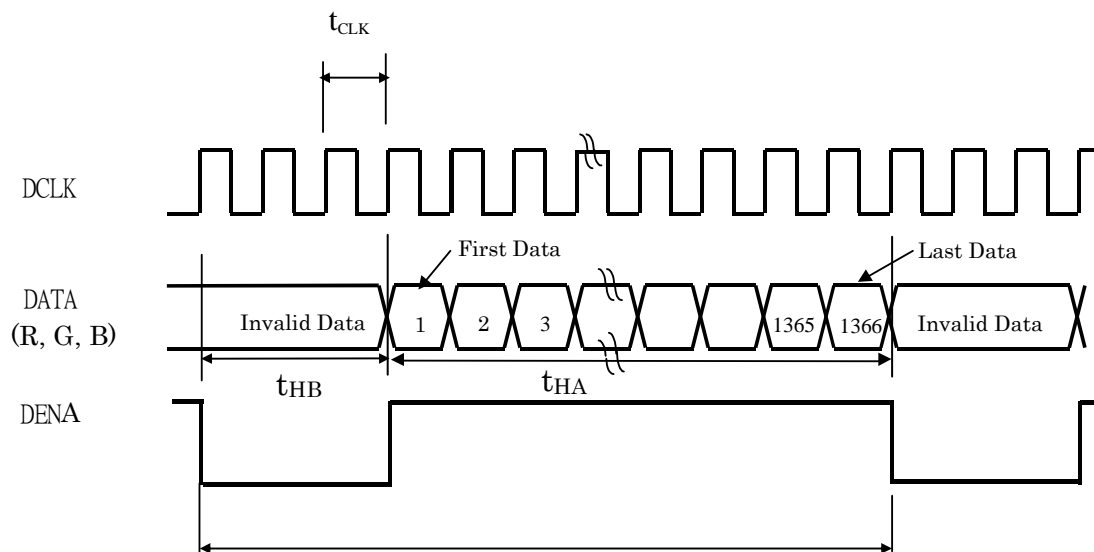 tCLK
DCLK
First Data
Last Data
DATA
(R, G, B)
Invalid Data
1
2
3
1365
1366
Invalid Data
tHB
tHA
DENA